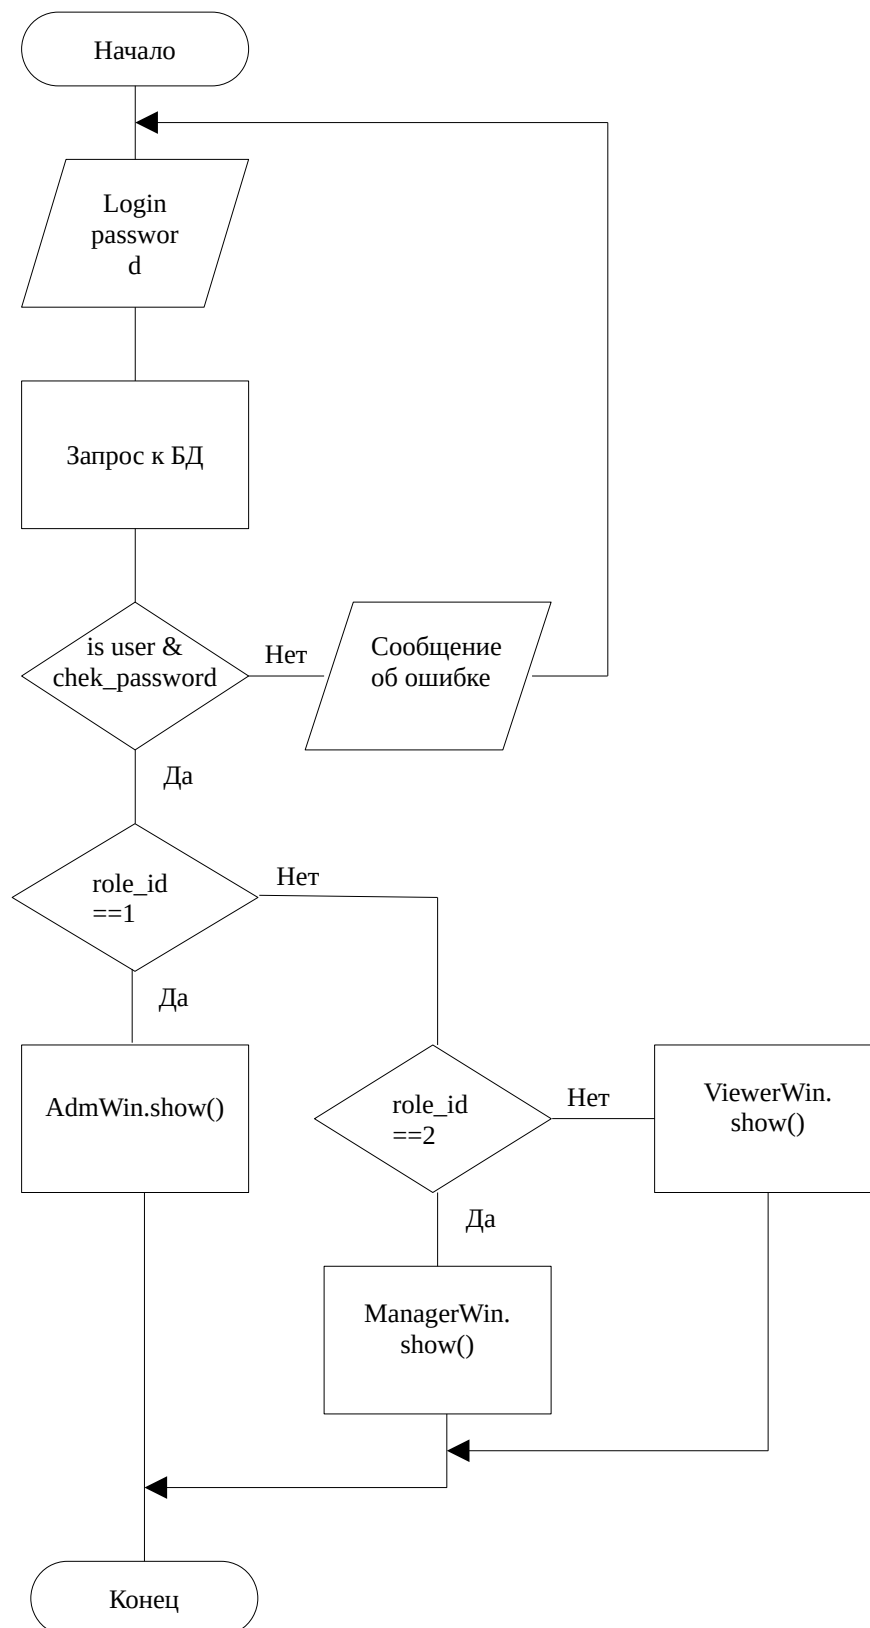 Начало
Login
passwor
d
Запрос к БД
is user &
chek_password
Нет
Сообщение
об ошибке
Да
role_id
==1
Нет
Да
AdmWin.show()
role_id
==2
Нет
ViewerWin.
show()
Да
ManagerWin.
show()
Конец